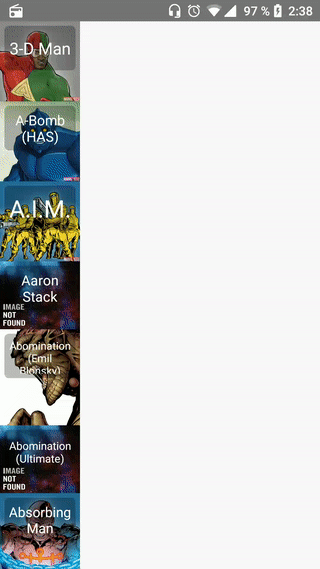 97 %
2:38
3-D Man
A-Bomb
(HAS)
A.I.M.
Aaron
Stack
IMAGE
NOT
FOUND
Abomination
(Emil
Blonsky)
Abomination
(Ultimate)
IMAGE
NOT
FOUND
Absorbing
Man